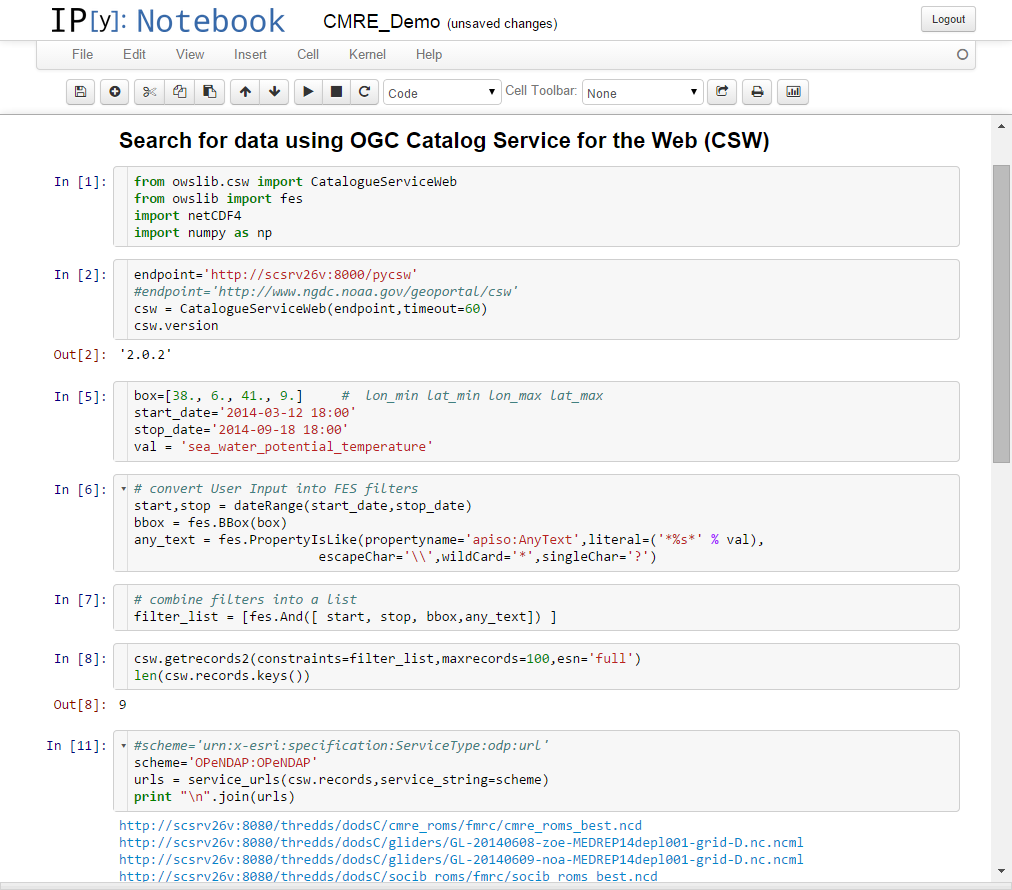 IP[y]: Notebook CMRE_Demo (unsaved changes) Logout
File Edit View Insert Cell Kernel Help
Code Cell Toolbar: None
Search for data using OGC Catalog Service for the Web (CSW)
In [1]: from owslib.csw import CatalogueServiceWeb
from owslib import fes
import netCDF4
import numpy as np
In [2]: endpoint='http://scsrv26v:8000/pycsw'
#endpoint='http://www.ngdc.noaa.gov/geoportal/csw'
csw = CatalogueServiceWeb(endpoint,timeout=60)
csw.version
Out[2]: '2.0.2'
In [5]: box=[38., 6., 41., 9.]     #  lon_min lat_min lon_max lat_max
start_date='2014-03-12 18:00'
stop_date='2014-09-18 18:00'
val = 'sea_water_potential_temperature'
In [6]: # convert User Input into FES filters
start,stop = dateRange(start_date,stop_date)
bbox = fes.BBox(box)
any_text = fes.PropertyIsLike(propertyname='apiso:AnyText',literal=('*%s*' % val),
escapeChar='\\',wildCard='*',singleChar='?')
In [7]: # combine filters into a list
filter_list = [fes.And([ start, stop, bbox,any_text]) ]
In [8]: csw.getrecords2(constraints=filter_list,maxrecords=100,esn='full')
len(csw.records.keys())
Out[8]: 9
In [11]: #scheme='urn:x-esri:specification:ServiceType:odp:url'
scheme='OPeNDAP:OPeNDAP'
urls = service_urls(csw.records,service_string=scheme)
print "\n".join(urls)
http://scsrv26v:8080/thredds/dodsC/cmre_roms/fmrc/cmre_roms_best.ncd
http://scsrv26v:8080/thredds/dodsC/gliders/GL-20140608-zoe-MEDREP14depl001-grid-D.nc.ncml
http://scsrv26v:8080/thredds/dodsC/gliders/GL-20140609-noa-MEDREP14depl001-grid-D.nc.ncml
http://scsrv26v:8080/thredds/dodsC/socib_roms/fmrc/socib_roms_best.ncd